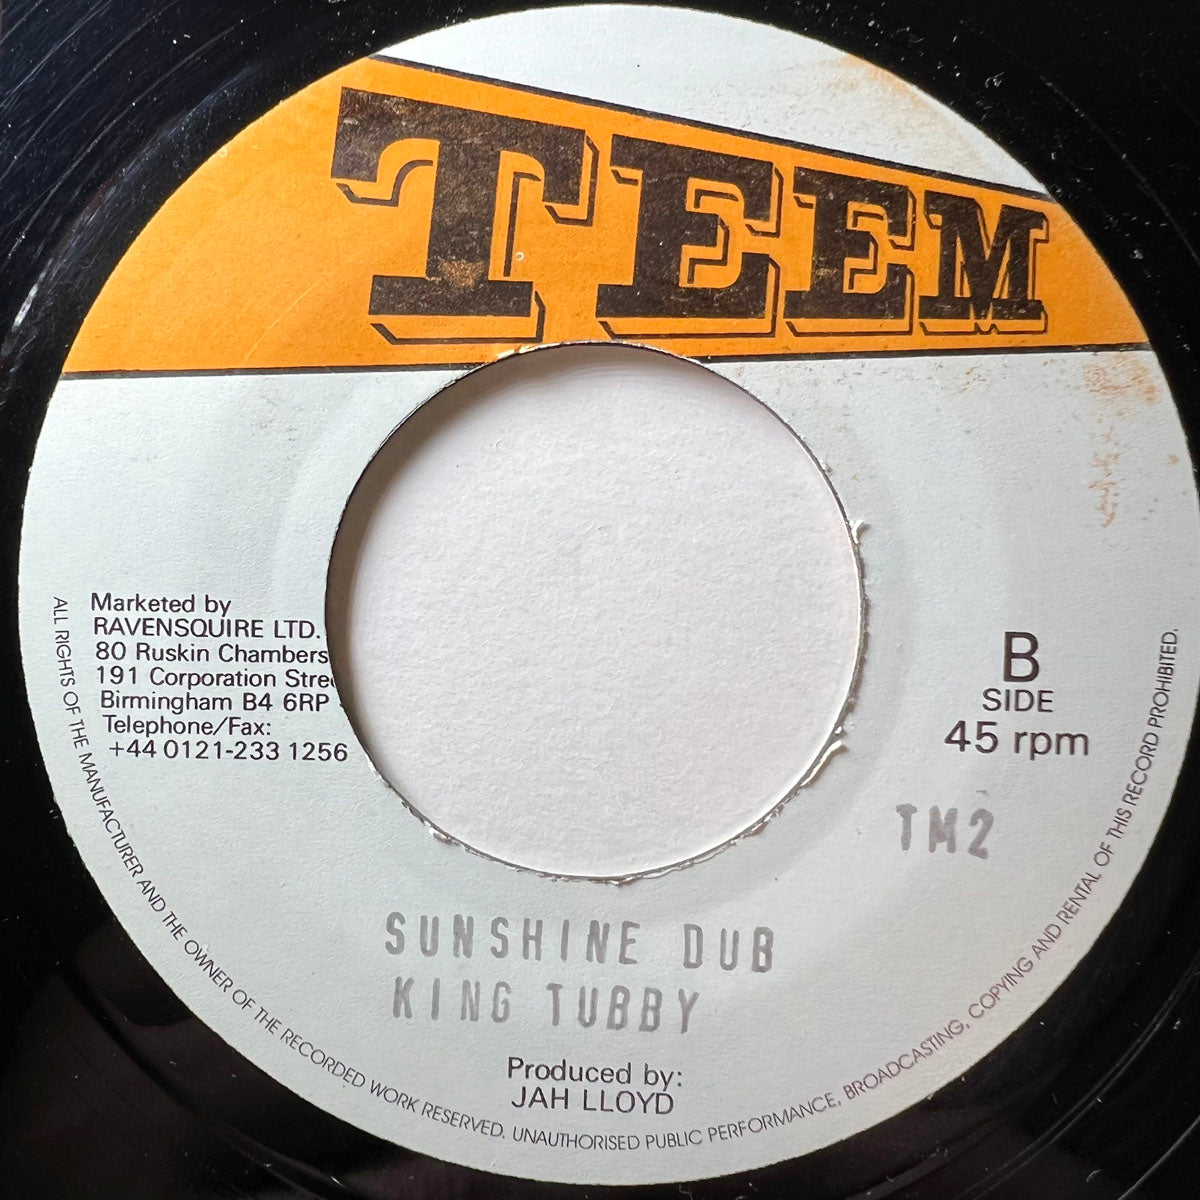 TEEM
Marketed by
RAVENSQUIRE LTD.
80 Ruskin Chambers
191 Corporation Stre
Birmingham B4 6RP
Telephone/Fax:
+44 0121-233 1256
B
SIDE
45 rpm
TM2
SUNSHINE DUB
KING TUBBY
Produced by:
JAH LLOYD
ALL RIGHTS OF THE MANUFACTURER AND THE OWNER OF THE RECORDED WORK RESERVED. UNAUTHORISED PUBLIC PERFORMANCE, BROADCASTING, COPYING AND RENTAL OF THIS RECORD PROHIBITED.